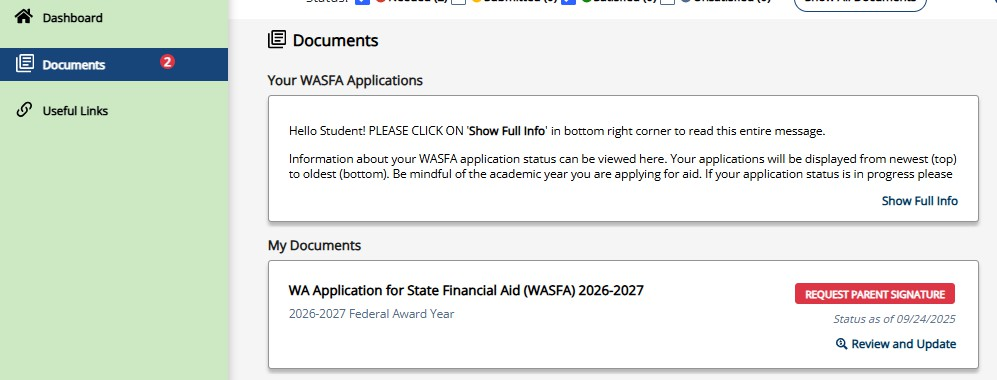 Dashboard
Documents 2
Useful Links
Documents
Your WASFA Applications
Hello Student! PLEASE CLICK ON 'Show Full Info' in bottom right corner to read this entire message.
Information about your WASFA application status can be viewed here. Your applications will be displayed from newest (top)
to oldest (bottom). Be mindful of the academic year you are applying for aid. If your application status is in progress please
Show Full Info
My Documents
WA Application for State Financial Aid (WASFA) 2026-2027
REQUEST PARENT SIGNATURE
2026-2027 Federal Award Year
Status as of 09/24/2025
Review and Update